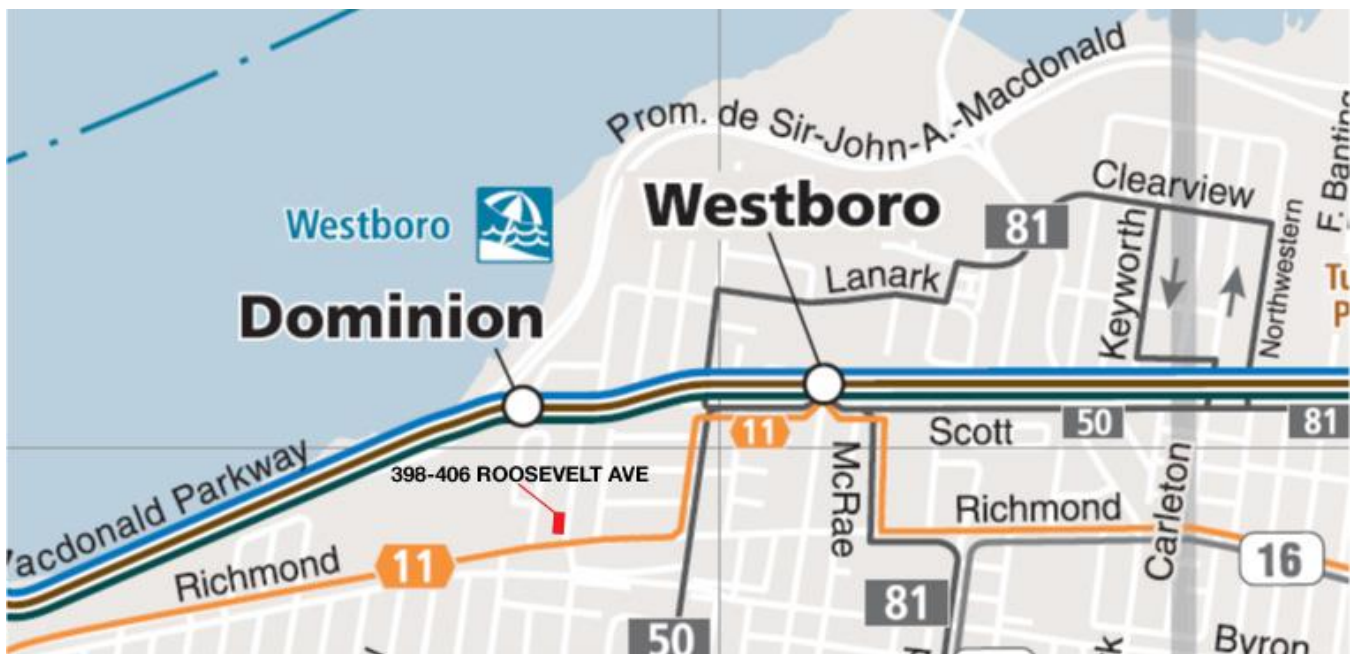 Prom. de Sir-John-A.-Macdonald
Westboro
Westboro
Dominion
81
Clearview
Lanark
Keyworth
Northwestern
F. Banting
Tu
P
11
50
81
Scott
McRae
Carleton
Macdonald Parkway
398-406 ROOSEVELT AVE
Richmond
11
Richmond
16
81
50
Byron